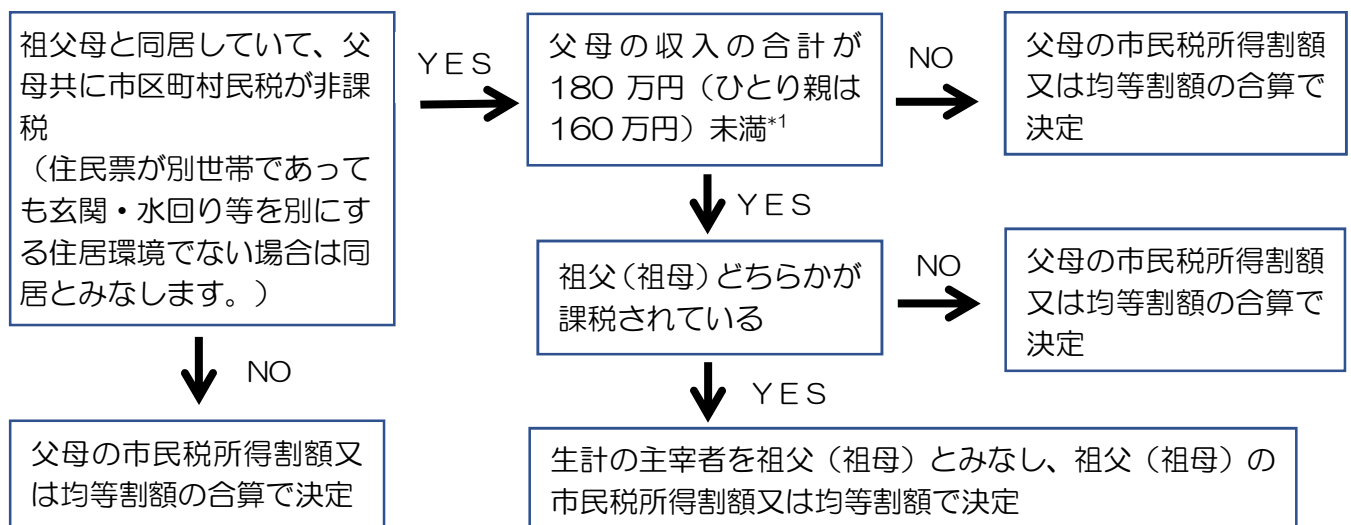 祖父母と同居していて、父
母共に市区町村民税が非課
税
（住民票が別世帯であって
も玄関・水回り等を別にす
る住居環境でない場合は同
居とみなします。）
YES
父母の収入の合計が
180 万円（ひとり親は
160 万円）未満*1
NO
父母の市民税所得割額
又は均等割額の合算で
決定
YES
祖父（祖母）どちらかが
課税されている
NO
父母の市民税所得割額
又は均等割額の合算で
決定
NO
YES
父母の市民税所得割額又
は均等割額の合算で決定
生計の主宰者を祖父（祖母）とみなし、祖父（祖母）の
市民税所得割額又は均等割額で決定